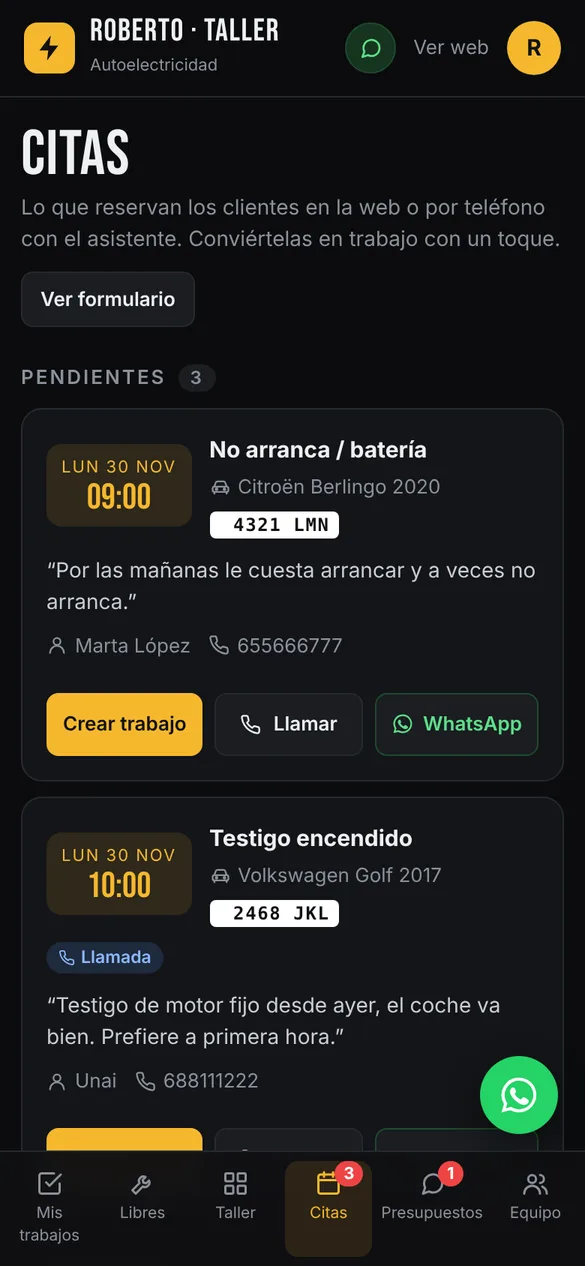 ROBERTO · TALLER
Autoelectricidad
Ver web
R
CITAS
Lo que reservan los clientes en la web o por teléfono
con el asistente. Conviértelas en trabajo con un toque.
Ver formulario
PENDIENTES 3
LUN 30 NOV
09:00
No arranca / batería
Citroën Berlingo 2020
4321 LMN
“Por las mañanas le cuesta arrancar y a veces no
arranca.”
Marta López 655666777
Crear trabajo Llamar WhatsApp
LUN 30 NOV
10:00
Testigo encendido
Volkswagen Golf 2017
2468 JKL
Llamada
“Testigo de motor fijo desde ayer, el coche va
bien. Prefiere a primera hora.”
Unai 688111222
Mis
trabajos
Libres
Taller
3
Citas
1
Presupuestos
Equipo